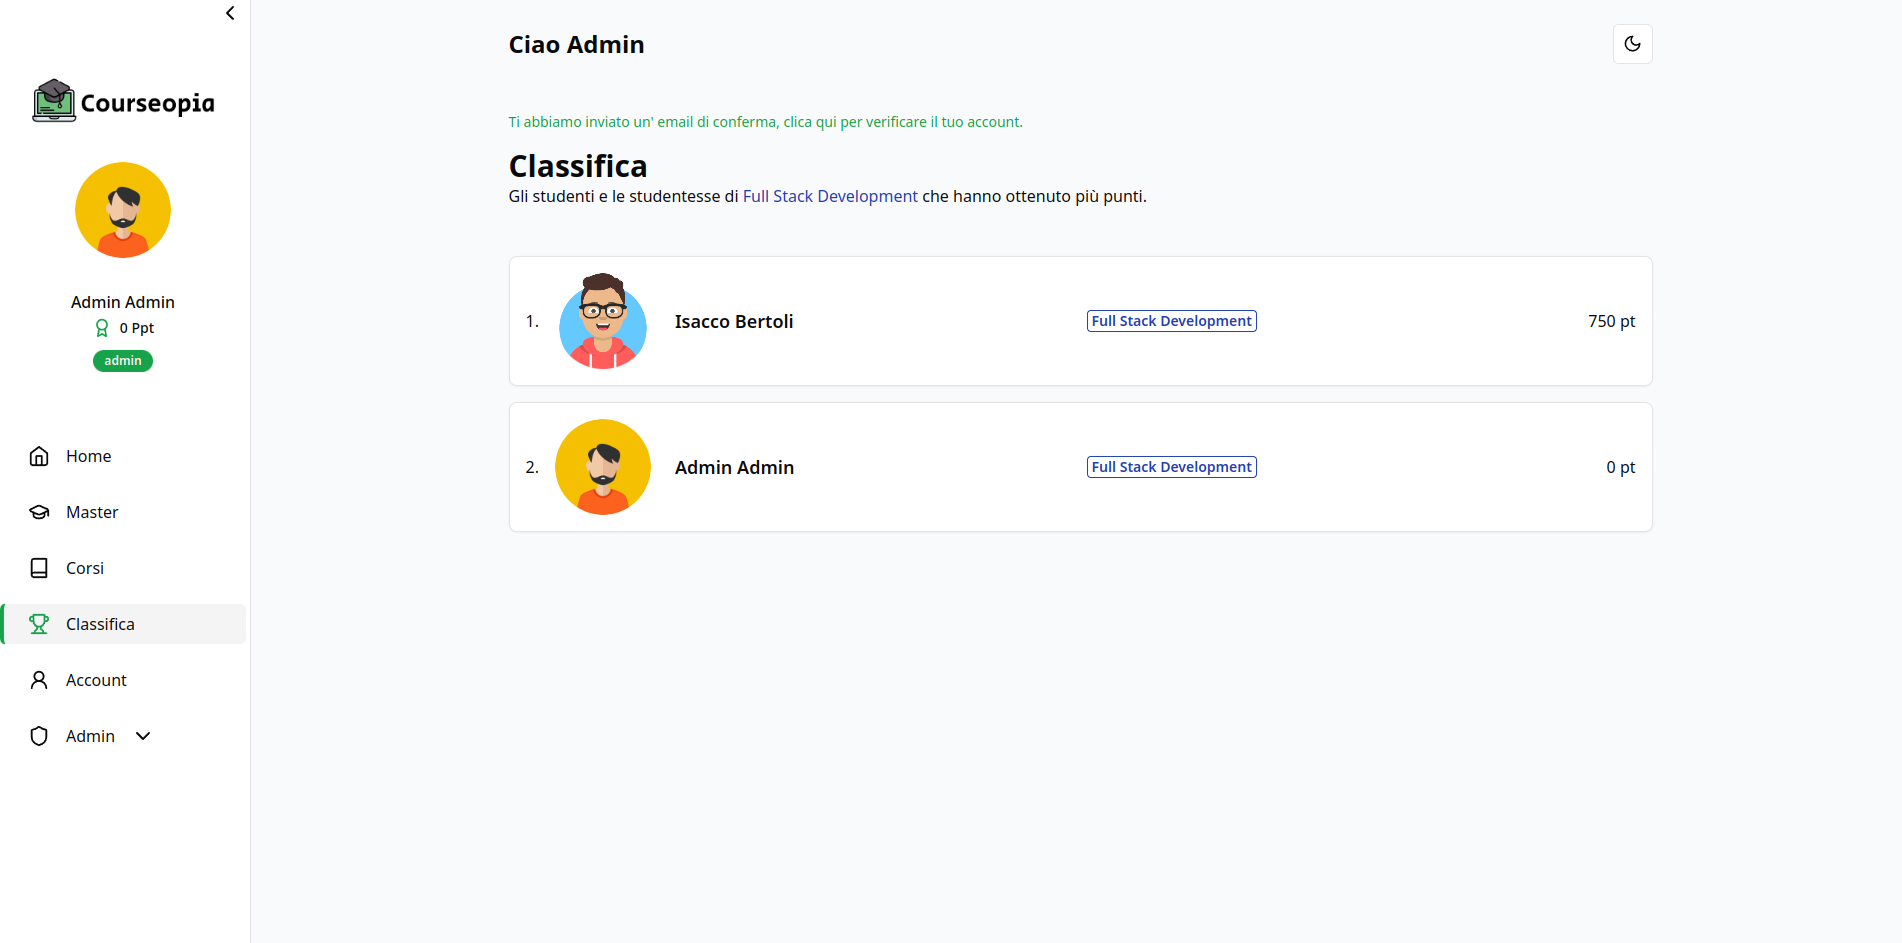 Courseopia
Admin Admin
0 Ppt
admin
Home
Master
Corsi
Classifica
Account
Admin
Ciao Admin
Ti abbiamo inviato un' email di conferma, clica qui per verificare il tuo account.
Classifica
Gli studenti e le studentesse di Full Stack Development che hanno ottenuto più punti.
1. Isacco Bertoli Full Stack Development 750 pt
2. Admin Admin Full Stack Development 0 pt